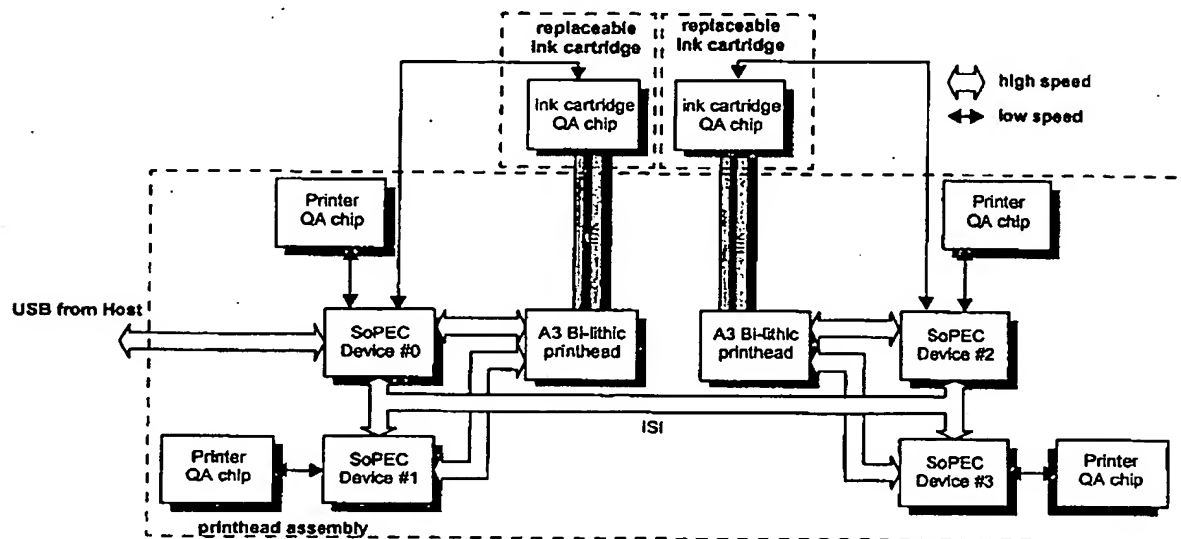 replaceable
ink cartridge
replaceable
ink cartridge
ink cartridge
QA chip
ink cartridge
QA chip
high speed
low speed
Printer
QA chip
Printer
QA chip
USB from Host
SoPEC
Device #0
A3 Bi-lithic
printhead
A3 Bi-lithic
printhead
SoPEC
Device #2
ISI
Printer
QA chip
SoPEC
Device #1
SoPEC
Device #3
Printer
QA chip
printhead assembly